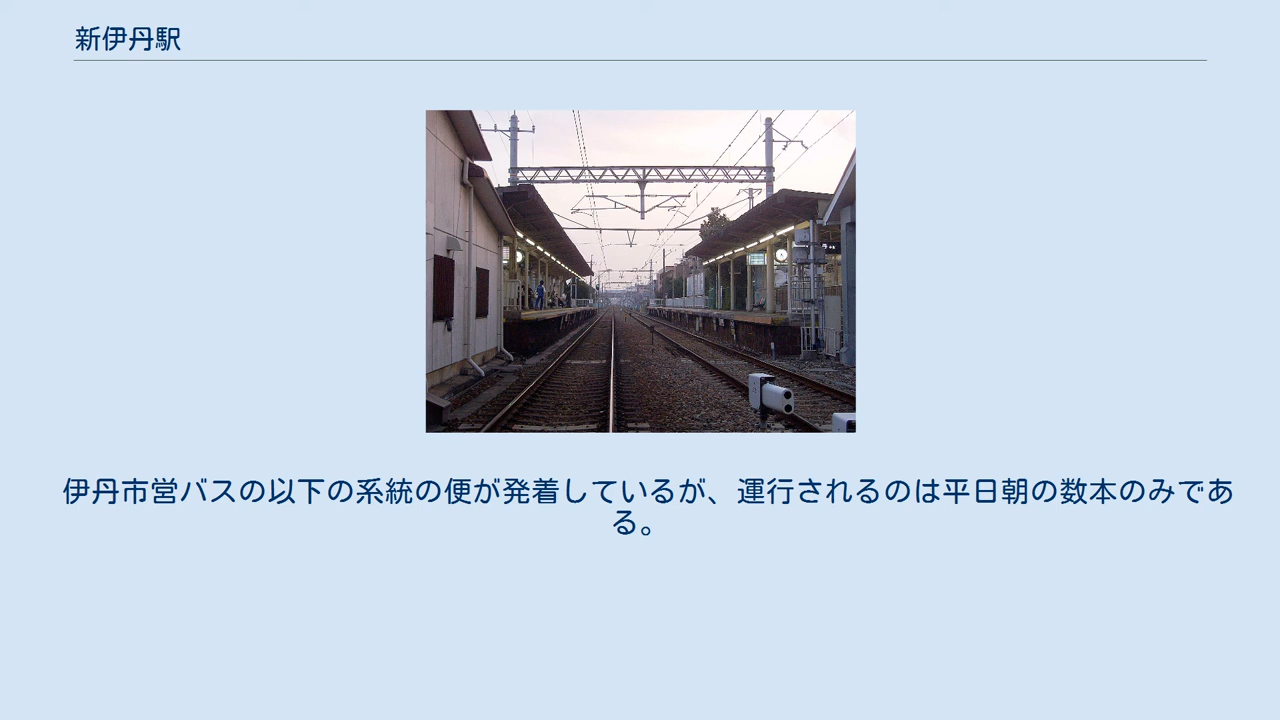 新伊丹駅
伊丹市営バスの以下の系統の便が発着しているが、運行されるのは平日朝の数本のみであ
る。